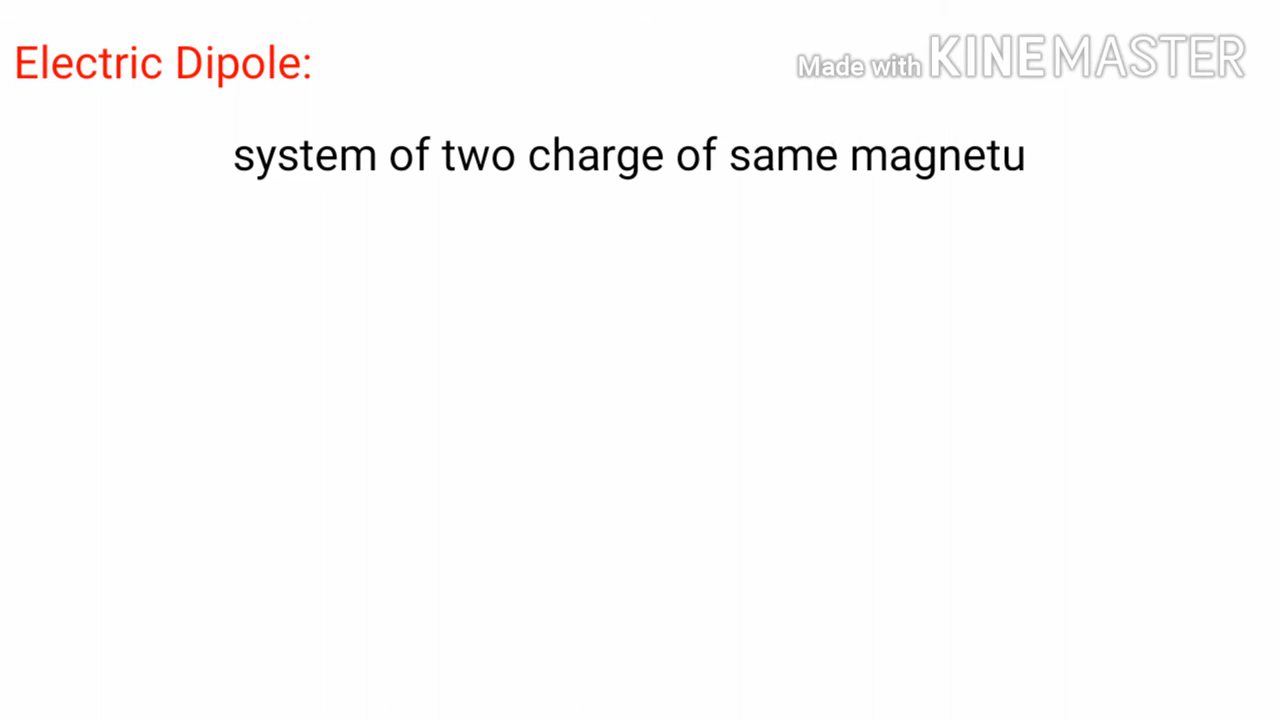 Electric Dipole:
Made with KINEMASTER
system of two charge of same magnetu